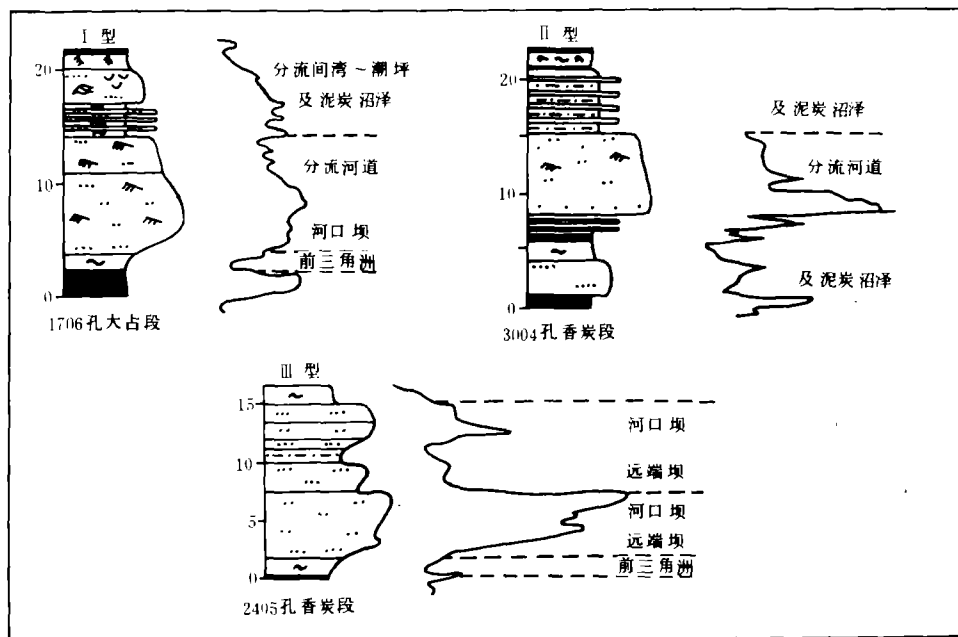 I 型
20
10
0
分流间湾~潮坪
及泥炭沼泽
分流河道
河口坝
前三角洲
1706孔大占段
II 型
20
10
0
及泥炭沼泽
分流河道
及泥炭沼泽
3004孔香炭段
III 型
15
10
5
0
河口坝
远端坝
河口坝
远端坝
前三角洲
2405孔香炭段